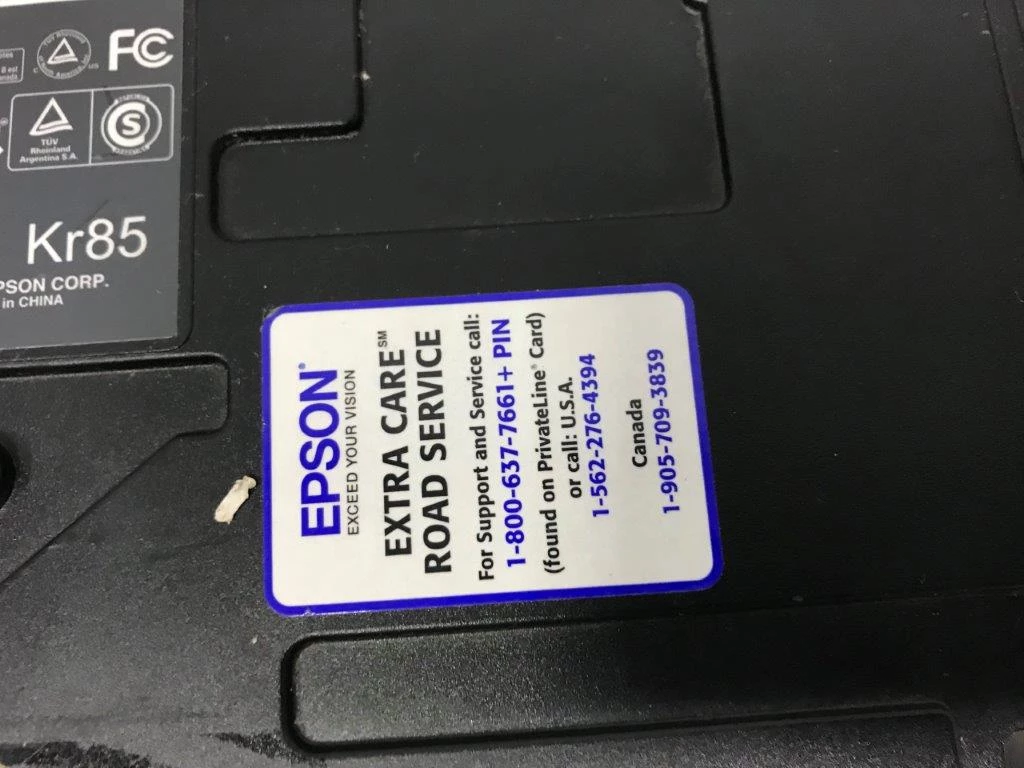 FC
TÜV
Rheinland
Argentina S.A.
S
Kr85
PSON CORP.
in CHINA
EPSON®
EXCEED YOUR VISION
EXTRA CARE℠
ROAD SERVICE
For Support and Service call:
1-800-637-7661+ PIN
(found on PrivateLine® Card)
or call: U.S.A.
1-562-276-4394
Canada
1-905-709-3839